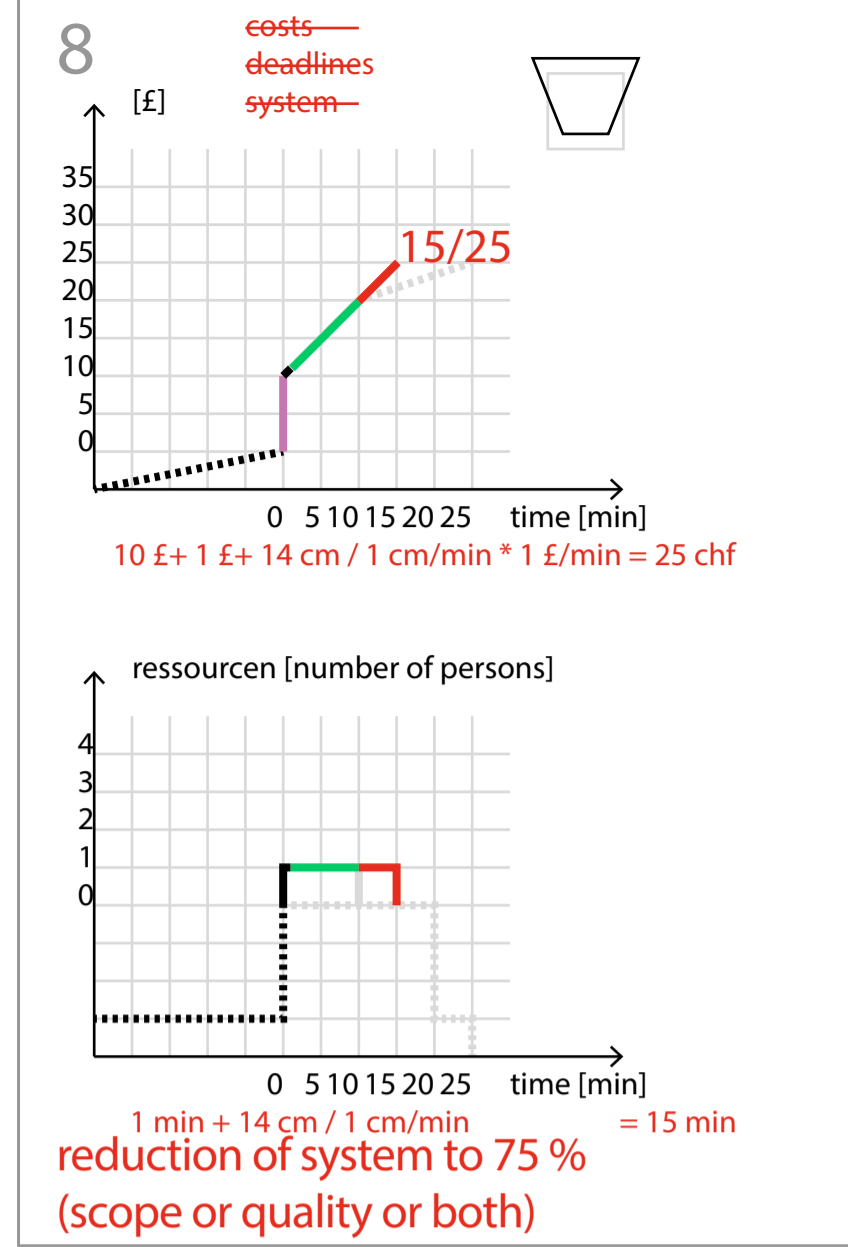 8
costs
deadlines
system
[£]
35
30
25
20
15
10
5
0
15/25
0 5 10 15 20 25 time [min]
10 £+ 1 £+ 14 cm / 1 cm/min * 1 £/min = 25 chf
ressourcen [number of persons]
4
3
2
1
0
0 5 10 15 20 25 time [min]
1 min + 14 cm / 1 cm/min = 15 min
reduction of system to 75 %
(scope or quality or both)